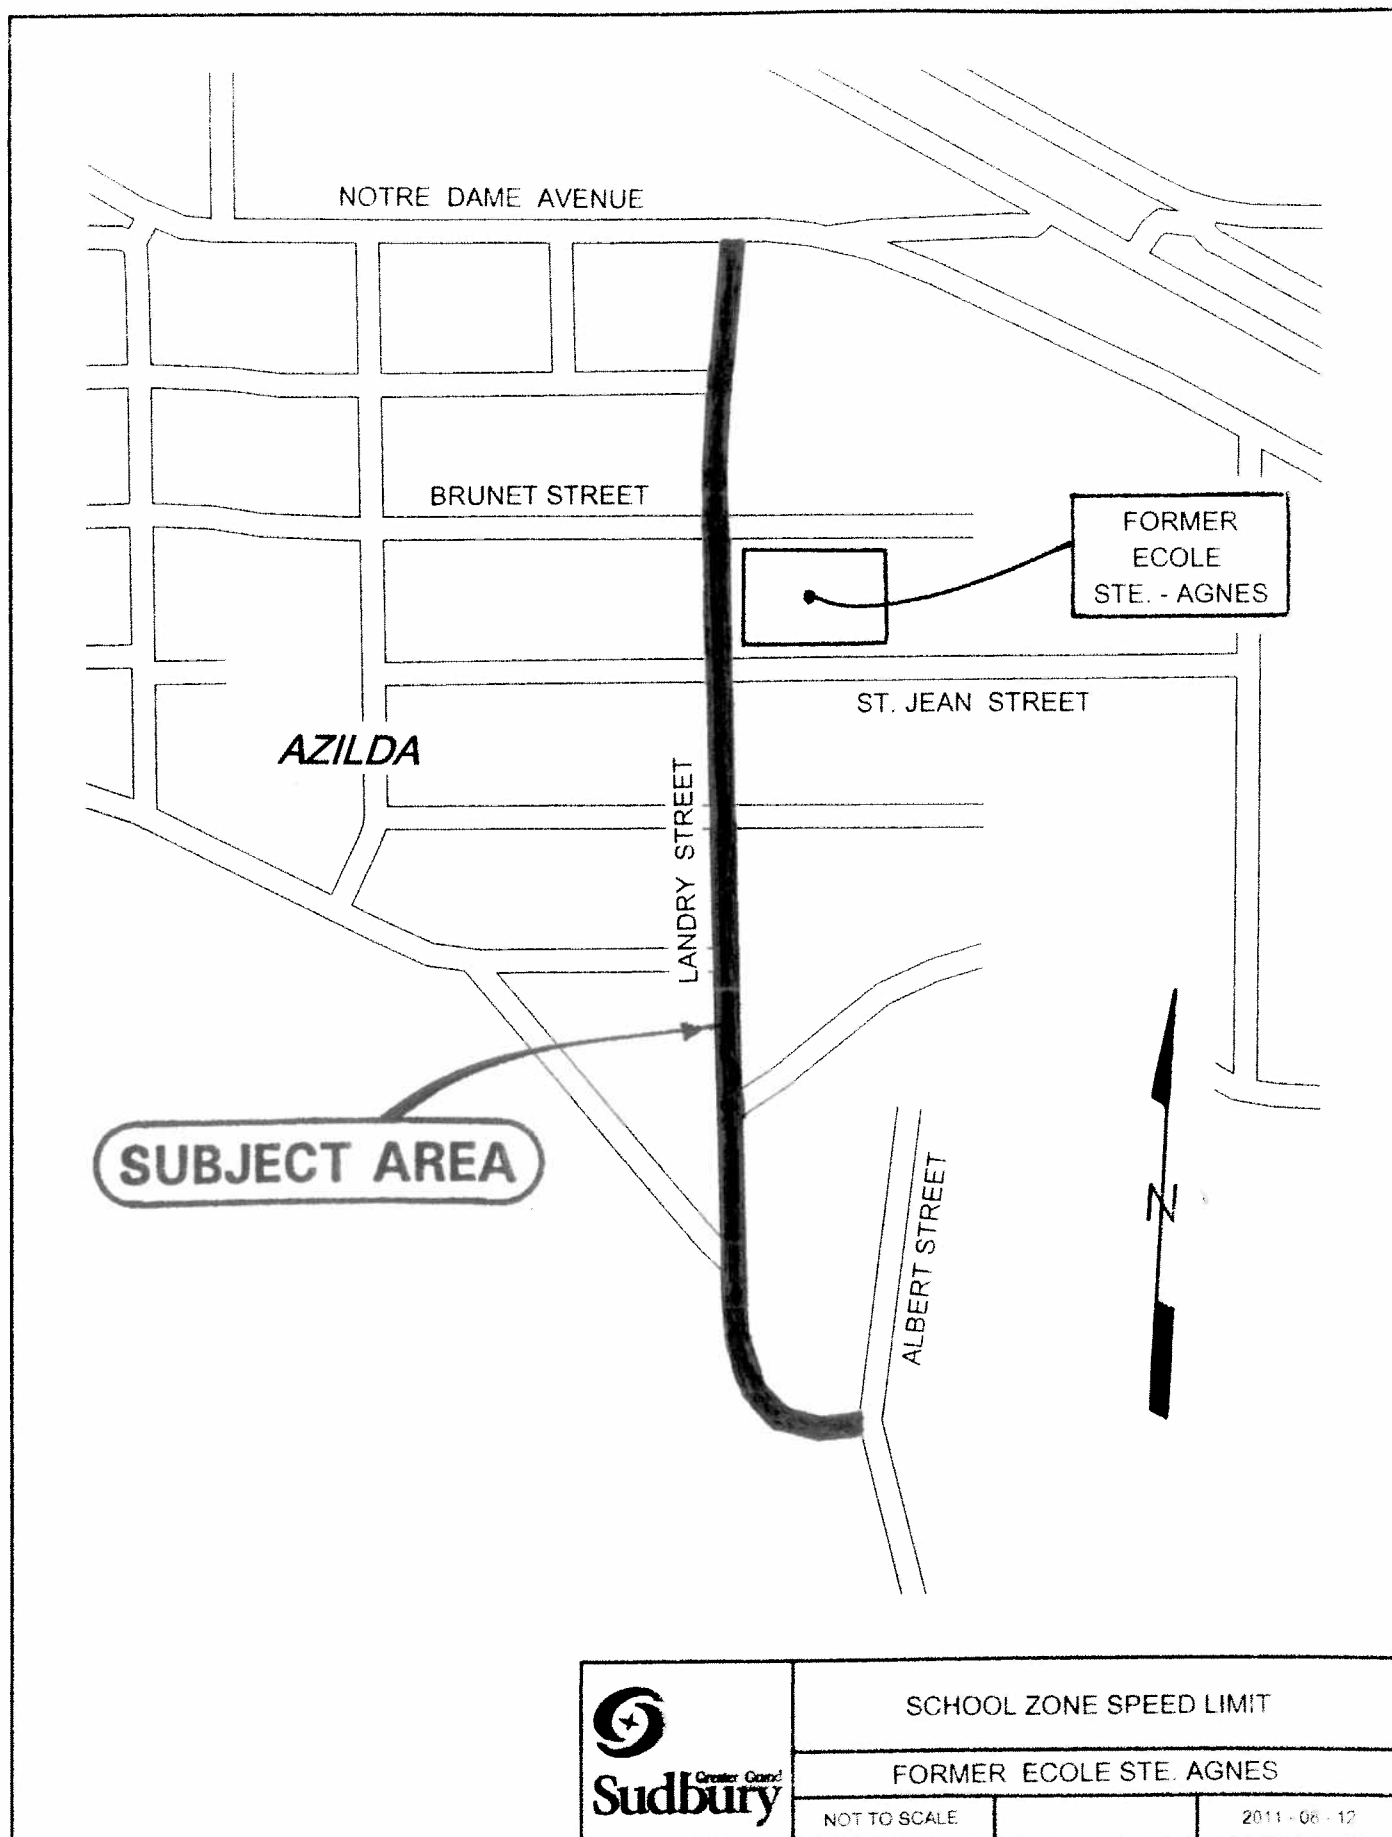 NOTRE DAME AVENUE
BRUNET STREET
FORMER
ECOLE
STE. - AGNES
ST. JEAN STREET
AZILDA
LANDRY STREET
SUBJECT AREA
ALBERT STREET
N
SCHOOL ZONE SPEED LIMIT
Greater Grand
Sudbury
FORMER ECOLE STE. AGNES
NOT TO SCALE
2011 - 08 - 12